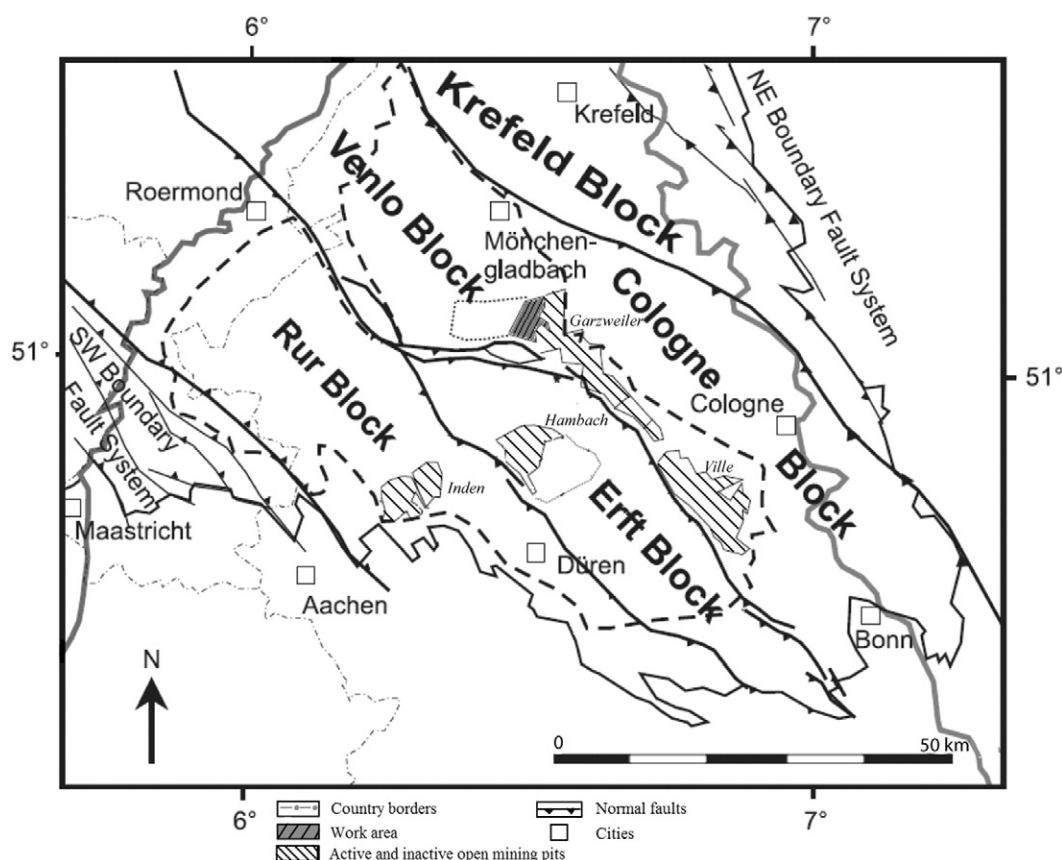 6° 7°
Krefeld
Krefeld Block
NE Boundary Fault System
Venlo Block
Roermond
Mönchen-
gladbach
Cologne
Block
Garzweiler
51°
51°
Rur Block
SW Boundary
Fault System
Cologne
Hambach
Ville
Inden
Erft Block
Maastricht
Düren
Aachen
Bonn
N
0 50 km
6° 7°
Country borders
Normal faults
Work area
Cities
Active and inactive open mining pits